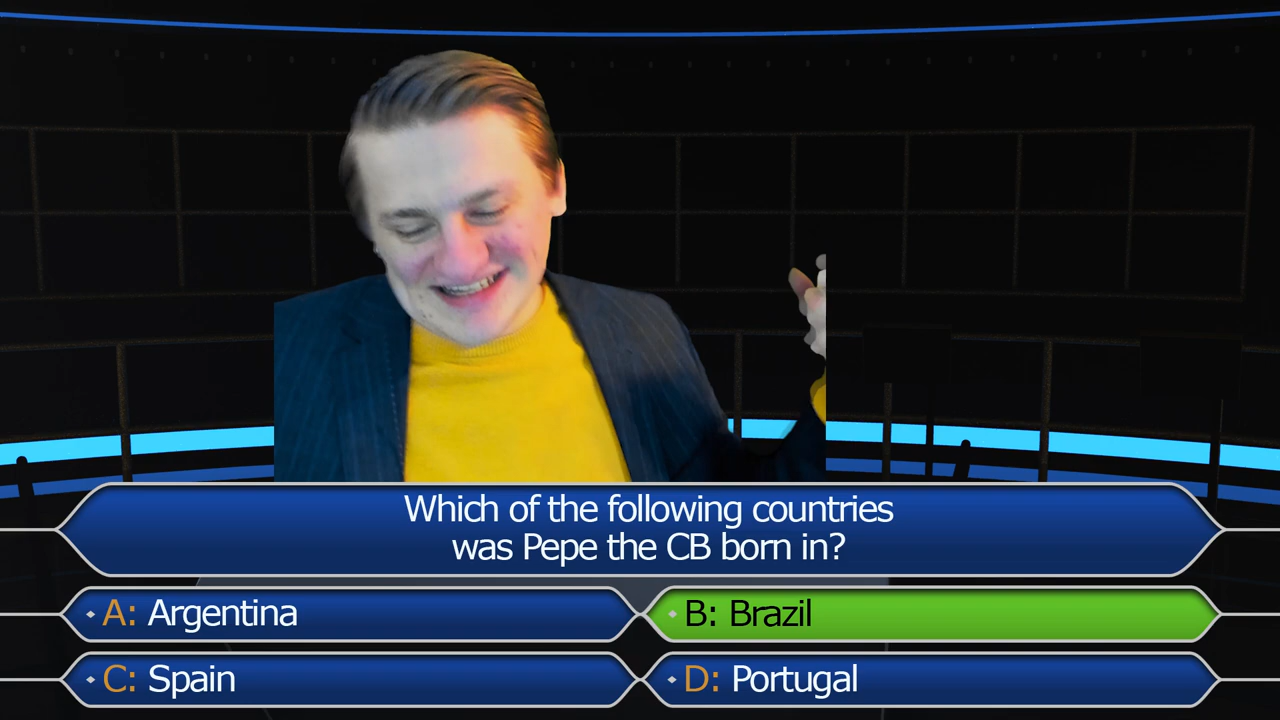 Which of the following countries
was Pepe the CB born in?
A: Argentina
B: Brazil
C: Spain
D: Portugal